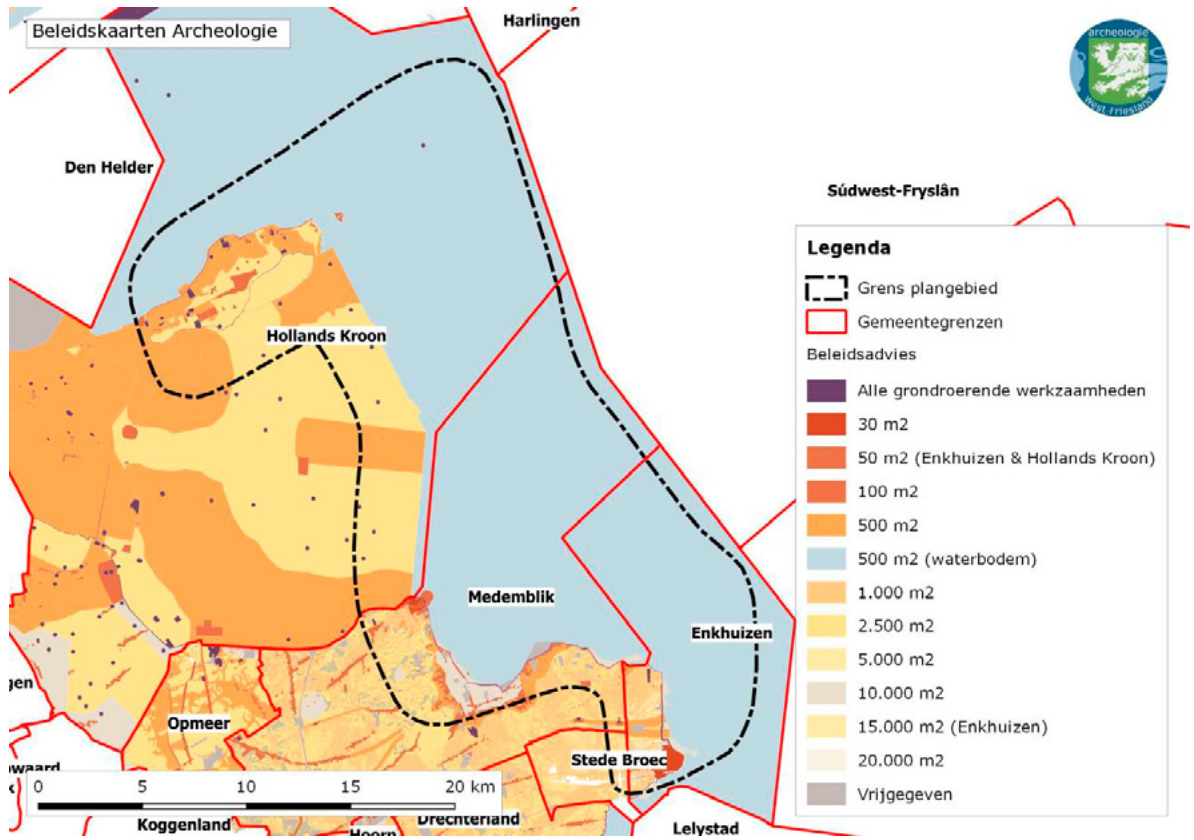 Beleidskaarten Archeologie
Harlingen
archeologie
West-Friesland
Den Helder
Súdwest-Fryslân
Hollands Kroon
Medemblik
Enkhuizen
gen
Opmeer
Stede Broec
waard
0 5 10 15 20 km
Koggenland
Hoorn
Drechterland
Lelystad
Legenda
Grens plangebied
Gemeentegrenzen
Beleidsadvies
Alle grondroerende werkzaamheden
30 m2
50 m2 (Enkhuizen & Hollands Kroon)
100 m2
500 m2
500 m2 (waterbodem)
1.000 m2
2.500 m2
5.000 m2
10.000 m2
15.000 m2 (Enkhuizen)
20.000 m2
Vrijgegeven